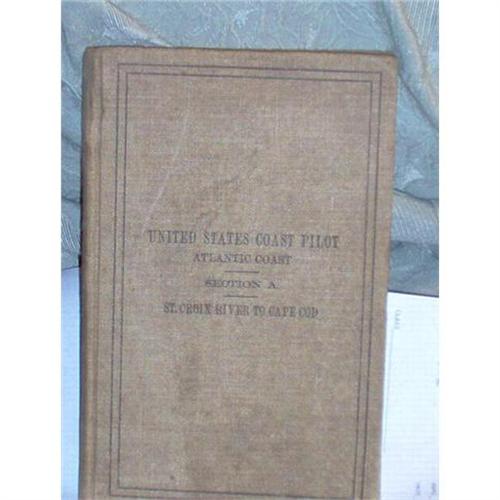 UNITED STATES COAST PILOT
ATLANTIC COAST
SECTION A
ST. CROIX RIVER TO CAPE COD